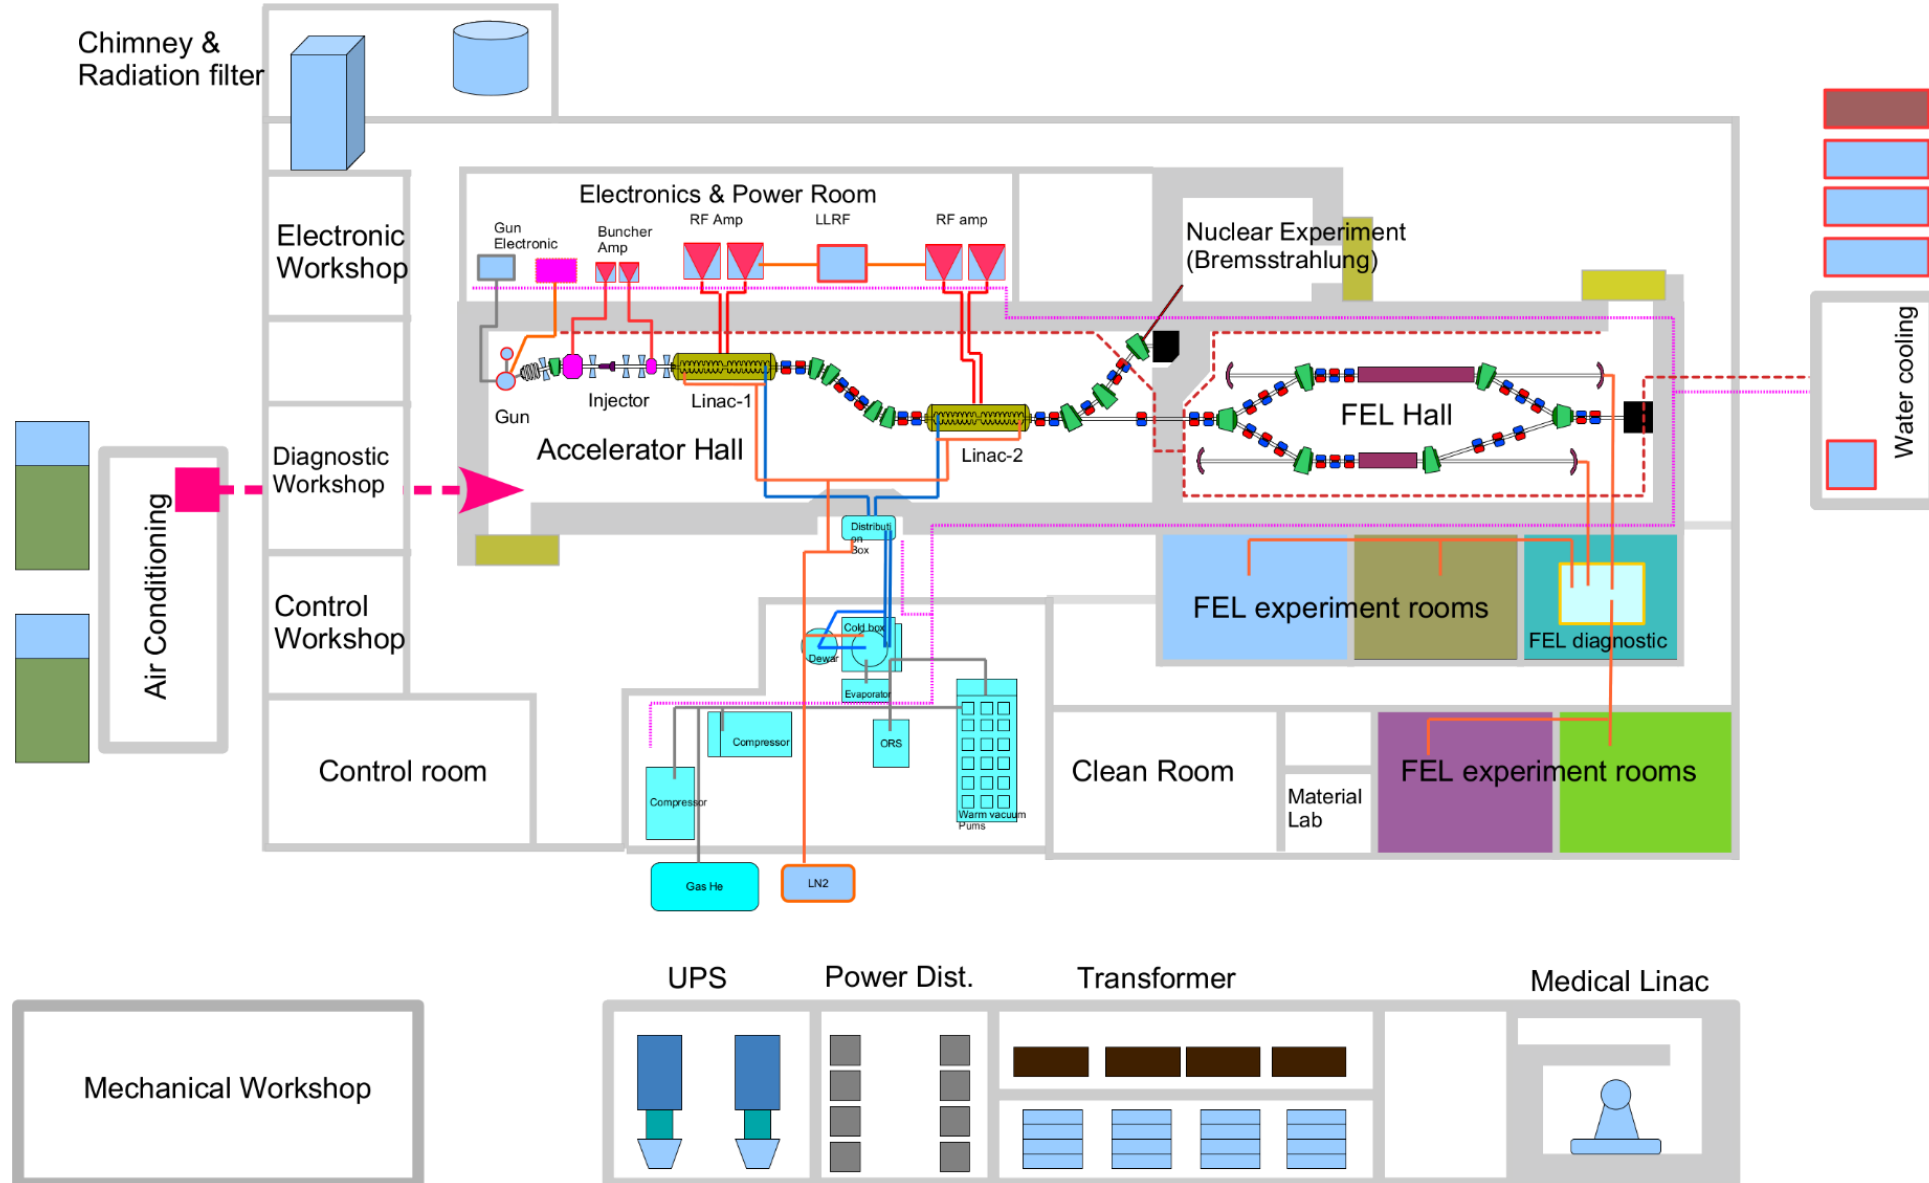 Chimney &
Radiation filter
Electronics & Power Room
Gun
Electronic
Buncher
Amp
RF Amp
LLRF
RF amp
Electronic
Workshop
Nuclear Experiment
(Bremsstrahlung)
Water cooling
Gun
Injector
Linac-1
Linac-2
FEL Hall
Accelerator Hall
Diagnostic
Workshop
Air Conditioning
Distributi
on
Box
Control
Workshop
FEL experiment rooms
FEL diagnostic
Cold box
Dewar
Evaporator
Compressor
ORS
Control room
Compressor
Warm vacuum
Pums
Clean Room
Material
Lab
FEL experiment rooms
Gas He
LN2
UPS
Power Dist.
Transformer
Medical Linac
Mechanical Workshop